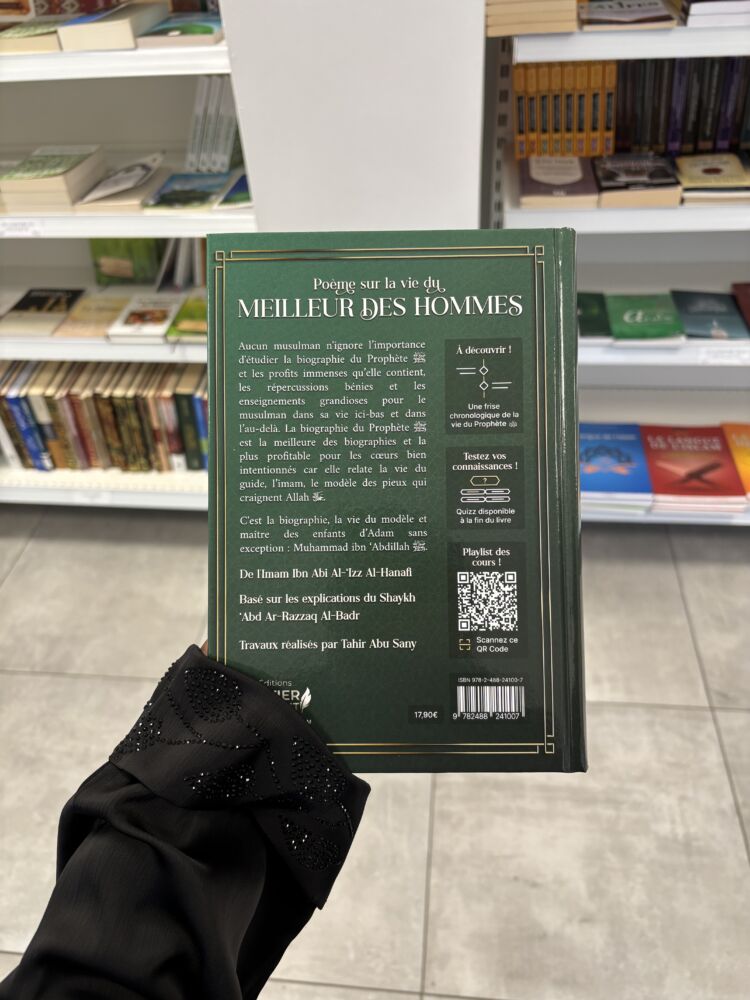 Poème sur la vie du
MEILLEUR DES HOMMES
Aucun musulman n'ignore l'importance
d'étudier la biographie du Prophète ﷺ
et les profits immenses qu'elle contient,
les répercussions bénies et les
enseignements grandioses pour le
musulman dans sa vie ici-bas et dans
l'au-delà. La biographie du Prophète ﷺ
est la meilleure des biographies et la
plus profitable pour les cœurs bien
intentionnés car elle relate la vie du
guide, l'imam, le modèle des pieux qui
craignent Allah ﷻ.
C'est la biographie, la vie du modèle et
maître des enfants d'Adam sans
exception : Muhammad ibn 'Abdillah ﷺ.
De l'Imam Ibn Abi Al-'Izz Al-Hanafi
Basé sur les explications du Shaykh
'Abd Ar-Razzaq Al-Badr
Travaux réalisés par Tahir Abu Sany
À découvrir !
Une frise
chronologique de la
vie du Prophète ﷺ
Testez vos
connaissances !
?
Quizz disponible
à la fin du livre
Playlist des
cours !
Scannez ce
QR Code
Éditions
17,90€
ISBN 978-2-488-24100-7
9 782488 241007